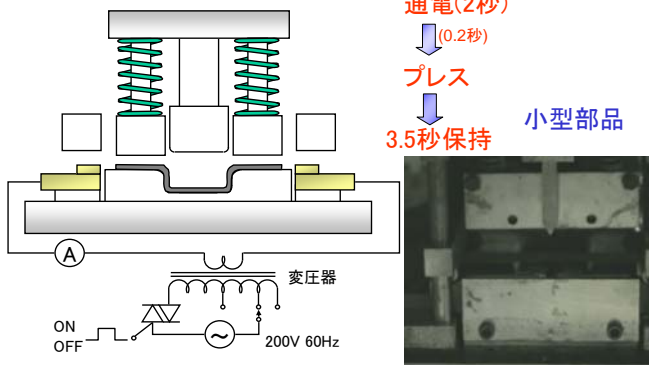 通電(2秒)
(0.2秒)
プレス
3.5秒保持
小型部品
A
変圧器
ON
OFF
~
200V 60Hz